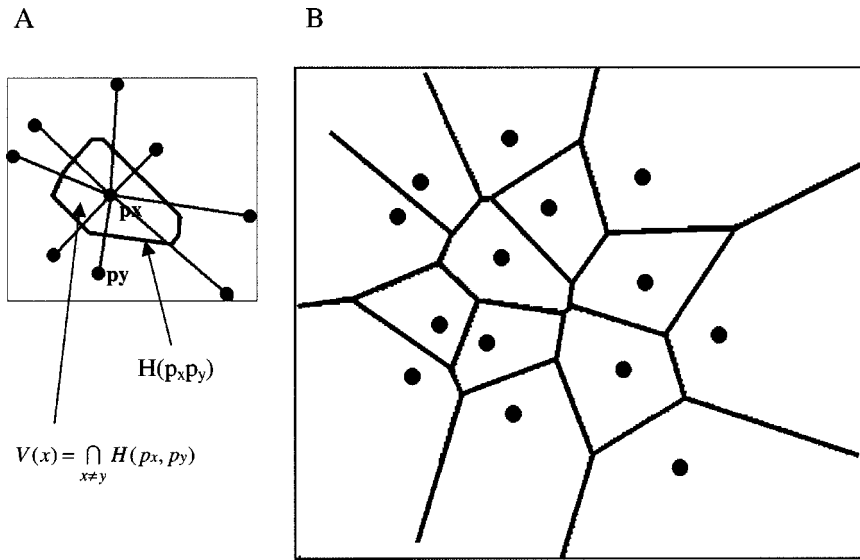 A
B
px
py
H(pxpy)
V(x) = ⋂ H(px, py)
x≠y